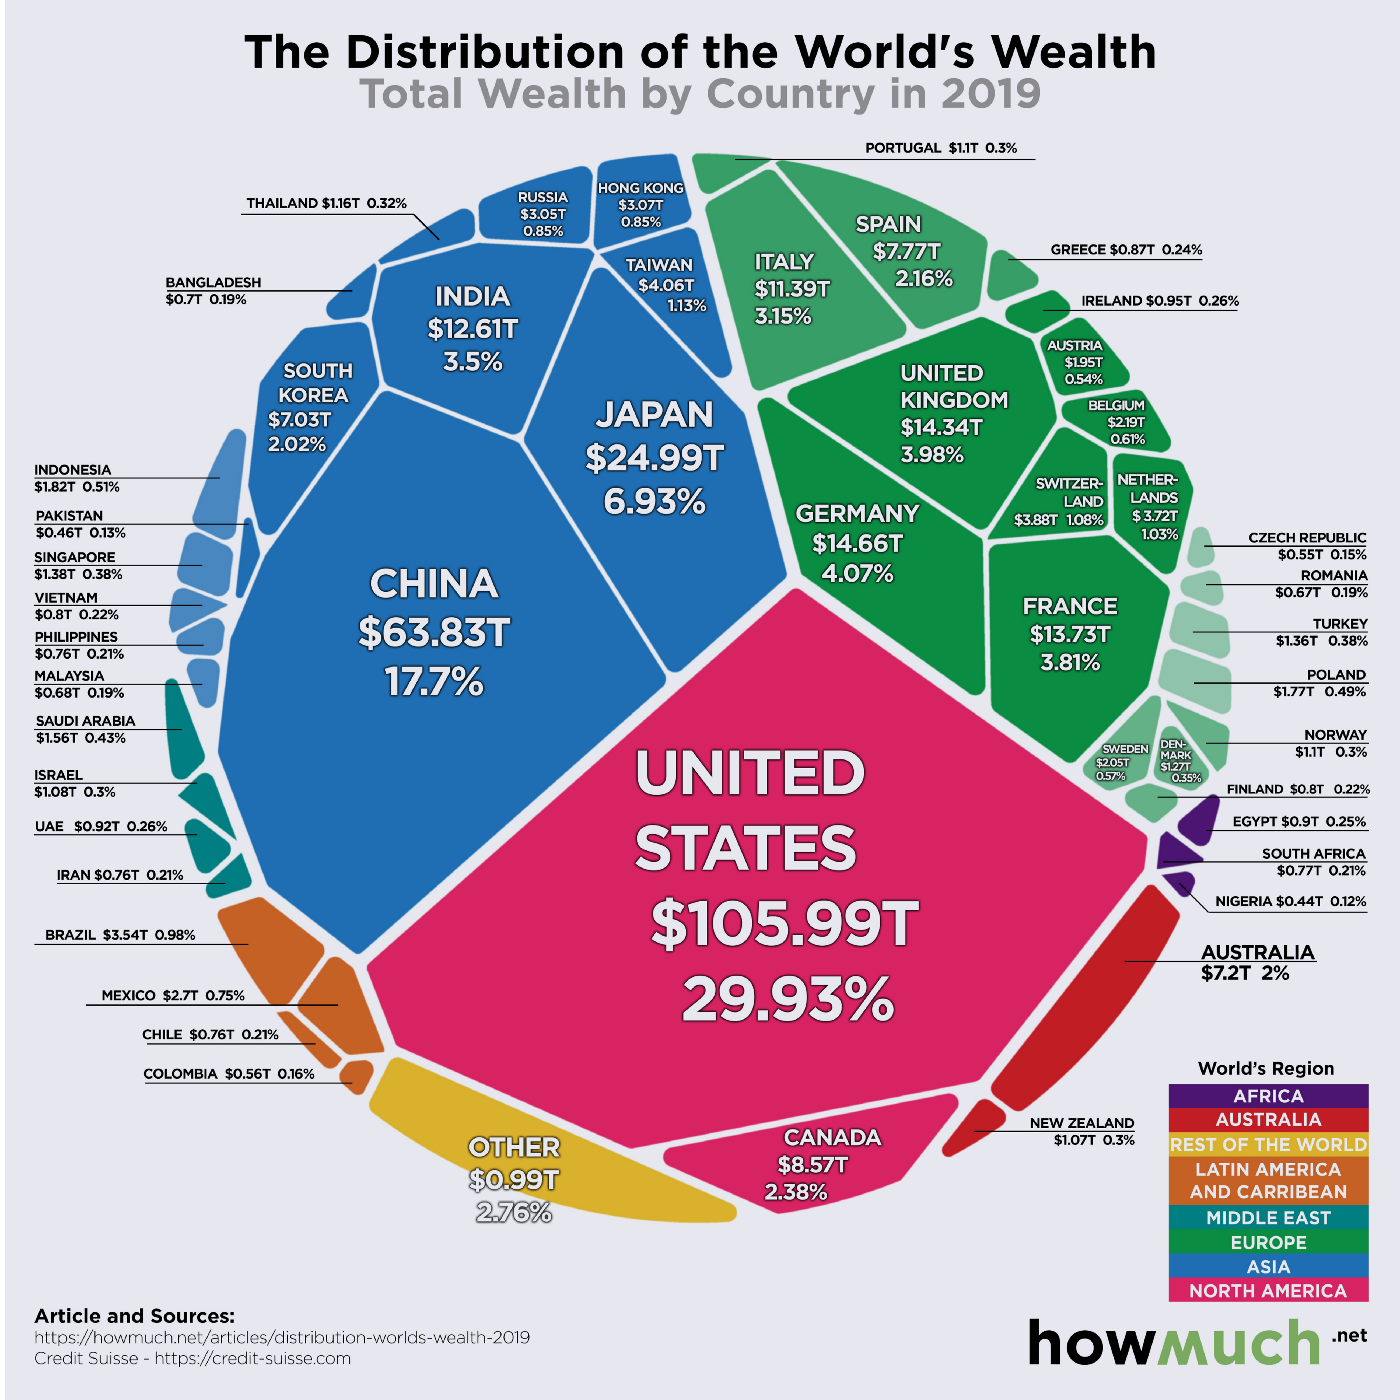 The Distribution of the World's Wealth
Total Wealth by Country in 2019
PORTUGAL $1.1T 0.3%
THAILAND $1.16T 0.32%
RUSSIA
$3.05T
0.85%
HONG KONG
$3.07T
0.85%
BANGLADESH
$0.7T 0.19%
INDIA
$12.61T
3.5%
TAIWAN
$4.06T
1.13%
ITALY
$11.39T
3.15%
SPAIN
$7.77T
2.16%
GREECE $0.87T 0.24%
IRELAND $0.95T 0.26%
AUSTRIA
$1.95T
0.54%
BELGIUM
$2.19T
0.61%
SOUTH
KOREA
$7.03T
2.02%
JAPAN
$24.99T
6.93%
UNITED
KINGDOM
$14.34T
3.98%
SWITZER-
LAND
$3.88T 1.08%
NETHER-
LANDS
$ 3.72T
1.03%
GERMANY
$14.66T
4.07%
FRANCE
$13.73T
3.81%
CHINA
$63.83T
17.7%
INDONESIA
$1.82T 0.51%
PAKISTAN
$0.46T 0.13%
SINGAPORE
$1.38T 0.38%
VIETNAM
$0.8T 0.22%
PHILIPPINES
$0.76T 0.21%
MALAYSIA
$0.68T 0.19%
SAUDI ARABIA
$1.56T 0.43%
ISRAEL
$1.08T 0.3%
UAE $0.92T 0.26%
IRAN $0.76T 0.21%
BRAZIL $3.54T 0.98%
MEXICO $2.7T 0.75%
CHILE $0.76T 0.21%
COLOMBIA $0.56T 0.16%
CZECH REPUBLIC
$0.55T 0.15%
ROMANIA
$0.67T 0.19%
TURKEY
$1.36T 0.38%
POLAND
$1.77T 0.49%
NORWAY
$1.1T 0.3%
SWEDEN
$2.05T
0.57%
DEN-
MARK
$1.27T
0.35%
FINLAND $0.8T 0.22%
EGYPT $0.9T 0.25%
SOUTH AFRICA
$0.77T 0.21%
NIGERIA $0.44T 0.12%
UNITED
STATES
$105.99T
29.93%
AUSTRALIA
$7.2T 2%
NEW ZEALAND
$1.07T 0.3%
CANADA
$8.57T
2.38%
OTHER
$0.99T
2.76%
World's Region
AFRICA
AUSTRALIA
REST OF THE WORLD
LATIN AMERICA
AND CARRIBEAN
MIDDLE EAST
EUROPE
ASIA
NORTH AMERICA
Article and Sources:
https://howmuch.net/articles/distribution-worlds-wealth-2019
Credit Suisse - https://credit-suisse.com
howmuch.net